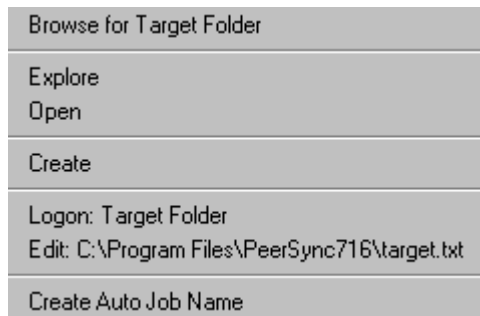 Browse for Target Folder
Explore
Open
Create
Logon: Target Folder
Edit: C:\Program Files\PeerSync716\target.txt
Create Auto Job Name